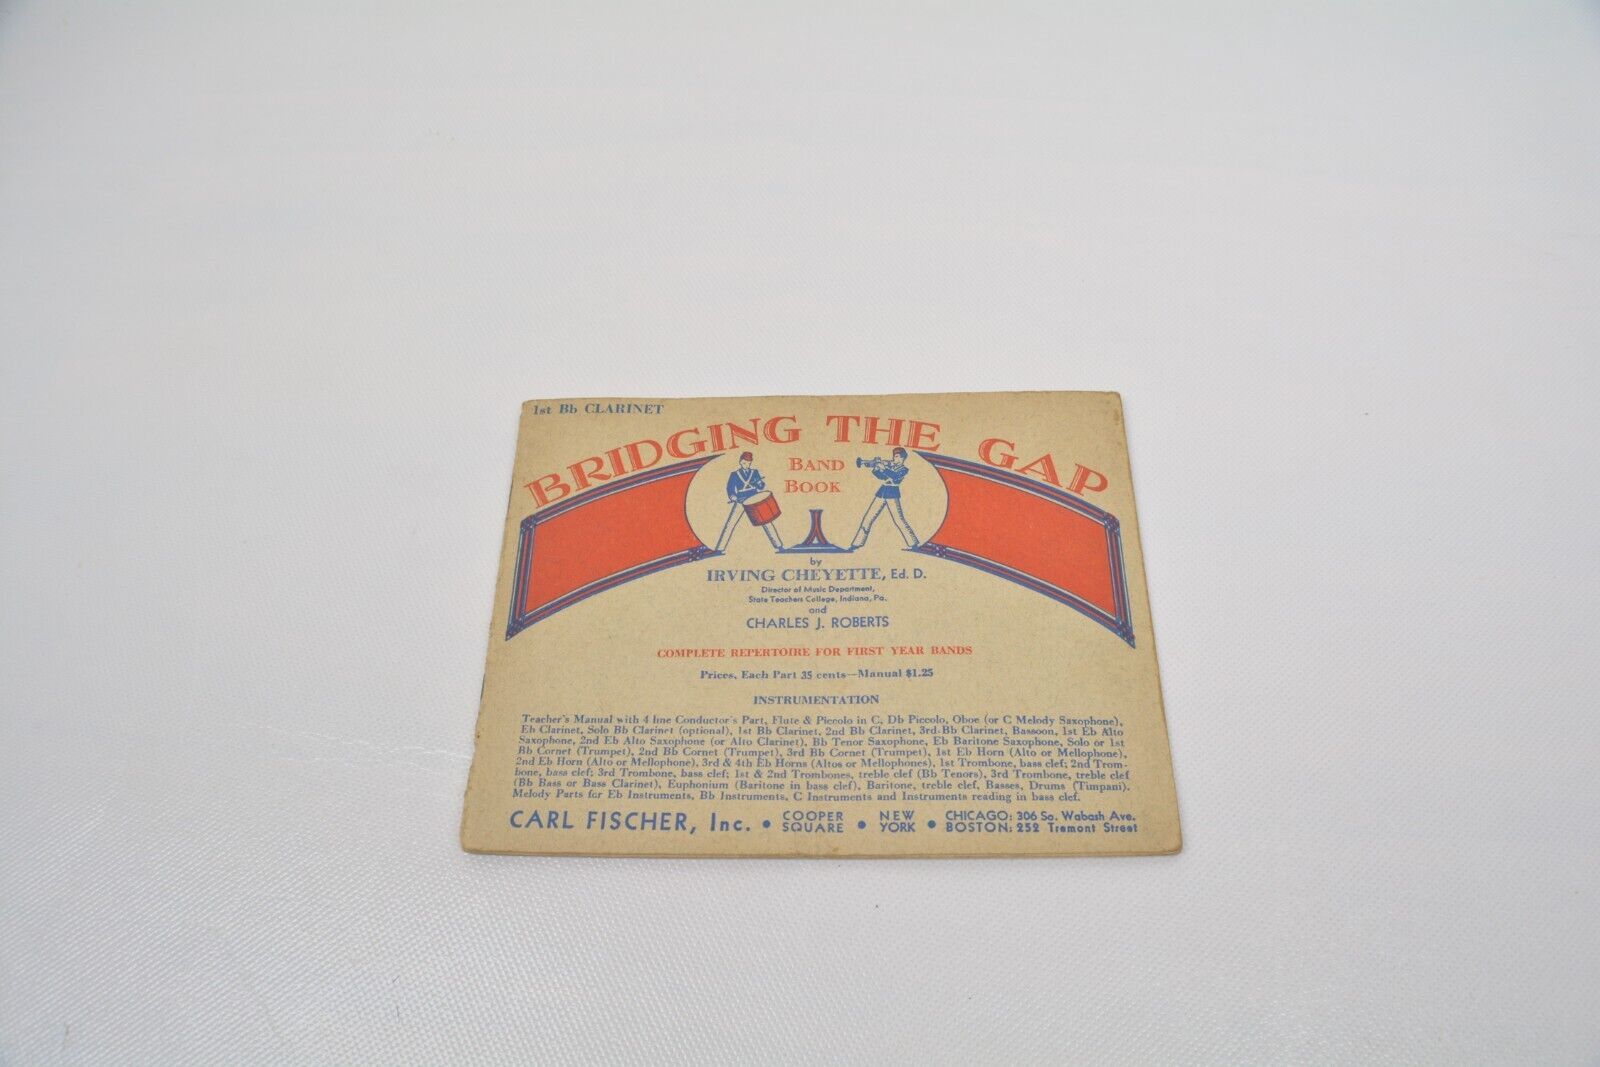 1st Bb CLARINET
BRIDGING THE GAP
BAND
BOOK
by
IRVING CHEYETTE, Ed. D.
Director of Music Department,
State Teachers College, Indiana, Pa.
and
CHARLES J. ROBERTS
COMPLETE REPERTOIRE FOR FIRST YEAR BANDS
Prices, Each Part 35 cents—Manual $1.25
INSTRUMENTATION
Teacher's Manual with 4 line Conductor's Part, Flute & Piccolo in C, Db Piccolo, Oboe (or C Melody Saxophone),
Eb Clarinet, Solo Bb Clarinet (optional), 1st Bb Clarinet, 2nd Bb Clarinet, 3rd Bb Clarinet, Bassoon, 1st Eb Alto
Saxophone, 2nd Eb Alto Saxophone (or Alto Clarinet), Bb Tenor Saxophone, Eb Baritone Saxophone, Solo or 1st
Bb Cornet (Trumpet), 2nd Bb Cornet (Trumpet), 3rd Bb Cornet (Trumpet), 1st Eb Horn (Alto or Mellophone),
2nd Eb Horn (Alto or Mellophone), 3rd & 4th Eb Horns (Altos or Mellophones), 1st Trombone, bass clef; 2nd Trom-
bone, bass clef; 3rd Trombone, bass clef; 1st & 2nd Trombones, treble clef (Bb Tenors), 3rd Trombone, treble clef
(Bb Bass or Bass Clarinet), Euphonium (Baritone in bass clef), Baritone, treble clef, Basses, Drums (Timpani).
Melody Parts for Eb Instruments, Bb Instruments, C Instruments and Instruments reading in bass clef.
CARL FISCHER, Inc. • COOPER SQUARE • NEW YORK • CHICAGO: 306 So. Wabash Ave.
BOSTON: 252 Tremont Street